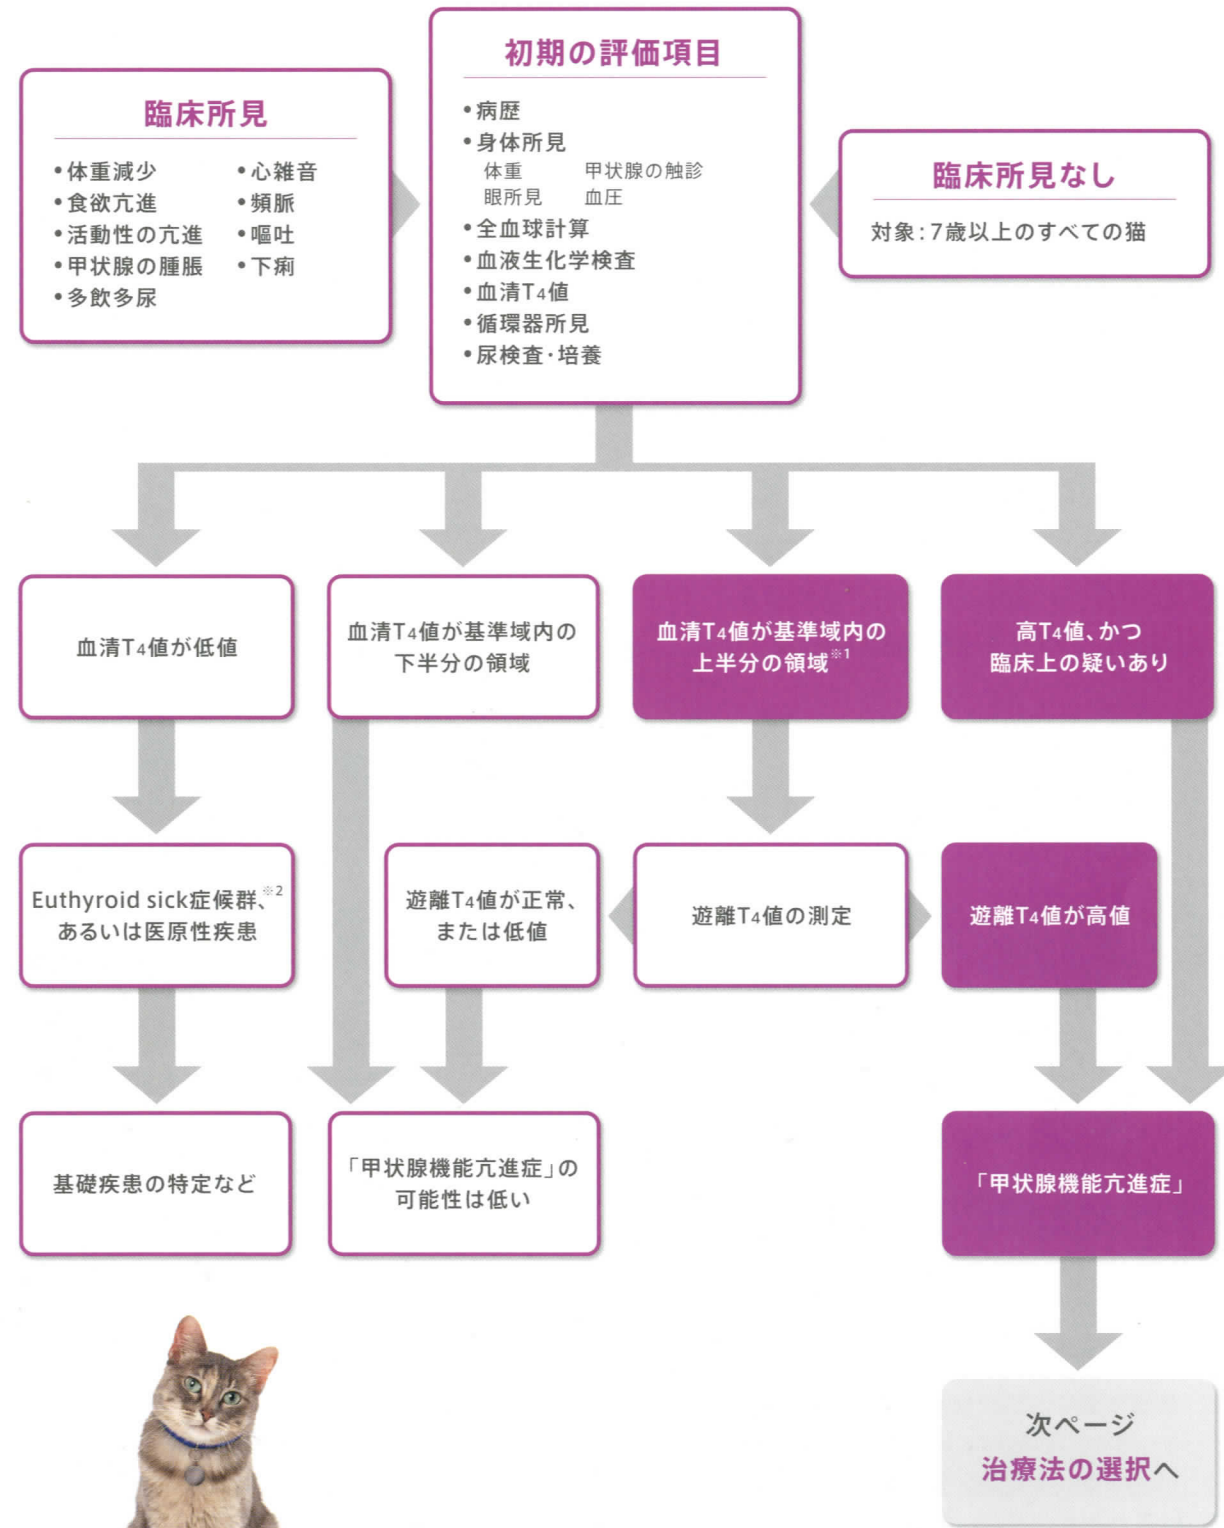 臨床所見
•体重減少
•食欲亢進
•活動性の亢進
•甲状腺の腫脹
•多飲多尿
•心雑音
•頻脈
•嘔吐
•下痢
初期の評価項目
•病歴
•身体所見
体重 甲状腺の触診
眼所見 血圧
•全血球計算
•血液生化学検査
•血清T4値
•循環器所見
•尿検査・培養
臨床所見なし
対象:7歳以上のすべての猫
血清T4値が低値
血清T4値が基準域内の
下半分の領域
血清T4値が基準域内の
上半分の領域※1
高T4値、かつ
臨床上の疑いあり
Euthyroid sick症候群、※2
あるいは医原性疾患
遊離T4値が正常、
または低値
遊離T4値の測定
遊離T4値が高値
基礎疾患の特定など
「甲状腺機能亢進症」の
可能性は低い
「甲状腺機能亢進症」
次ページ
治療法の選択へ